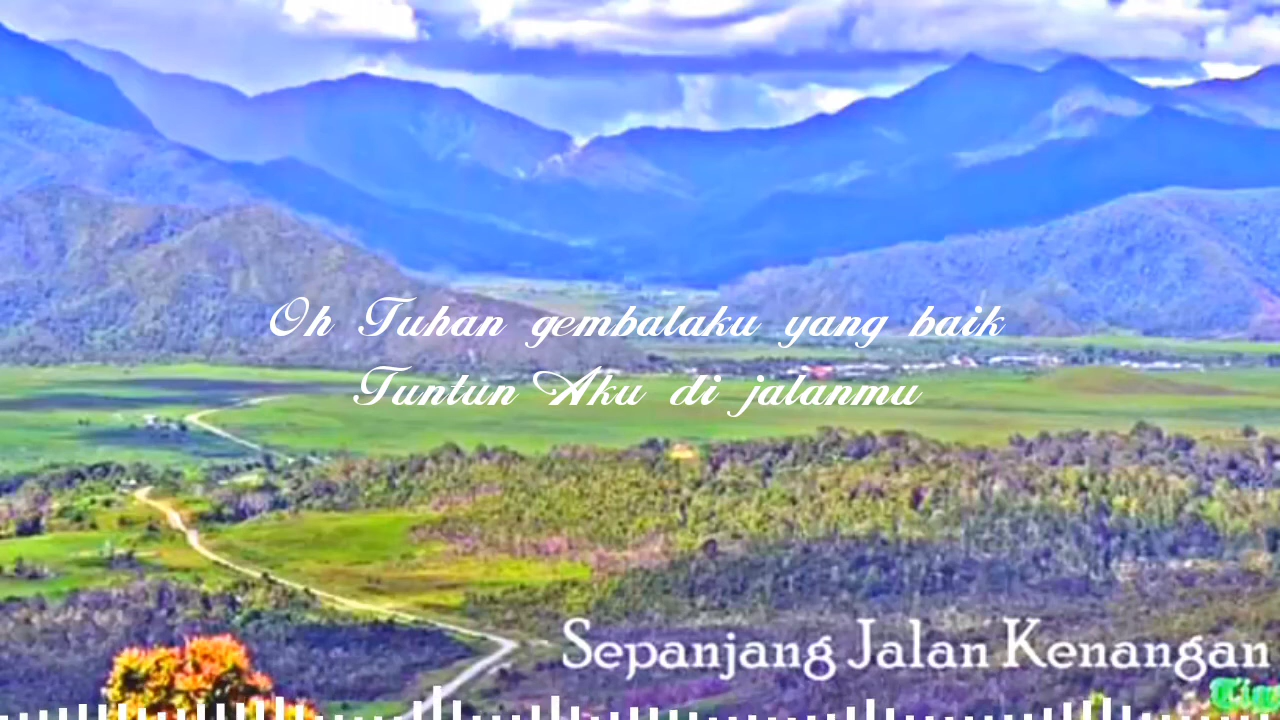 Oh Tuhan gembalaku yang baik
Tuntun Aku di jalanmu
Sepanjang Jalan Kenangan